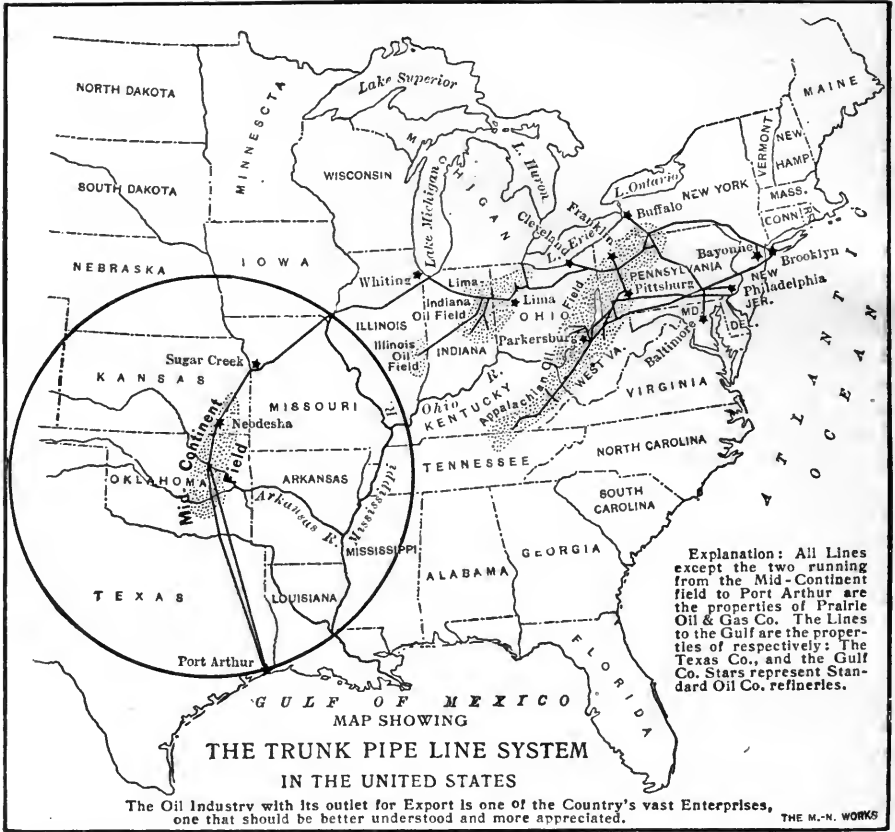 MAINE
Lake Superior
NORTH DAKOTA
MINNESCTA
VERMONT
NEW
HAMP
M I
C H I G A N
L. Huron
WISCONSIN
SOUTH DAKOTA
Lake Michigan
L. Ontario
NEW YORK
MASS.
CONN.
R.I.
Buffalo
Franklin
Cleveland
L. Erie
NEBRASKA
IOWA
Whiting
Lima
Indiana
Oil Field
Lima
OHIO
PENNSYLVANIA
Pittsburg
Bayonne
Brooklyn
NEW
JER.
Philadelphia
ILLINOIS
Illinois
Oil
Field
INDIANA
Parkersburg
Appalachian Oil Field
WEST VA.
MD.
DE.
Baltimore
ATLANTIC
OCEAN
Sugar Creek
KANSAS
MISSOURI
Ohio R.
KENTUCKY
VIRGINIA
Neodesha
Mid-Continent
Field
OKLAHOMA
ARKANSAS
Arkansas R.
Mississippi R.
TENNESSEE
NORTH CAROLINA
SOUTH
CAROLINA
MISSISSIPPI
ALABAMA
GEORGIA
TEXAS
LOUISIANA
FLORIDA
Port Arthur
GULF OF MEXICO
Explanation: All Lines
except the two running
from the Mid-Continent
field to Port Arthur are
the properties of Prairie
Oil & Gas Co. The Lines
to the Gulf are the proper-
ties of respectively: The
Texas Co., and the Gulf
Co. Stars represent Stan-
dard Oil Co. refineries.
MAP SHOWING
THE TRUNK PIPE LINE SYSTEM
IN THE UNITED STATES
The Oil Industry with its outlet for Export is one of the Country's vast Enterprises,
one that should be better understood and more appreciated.
THE M.-N. WORKS